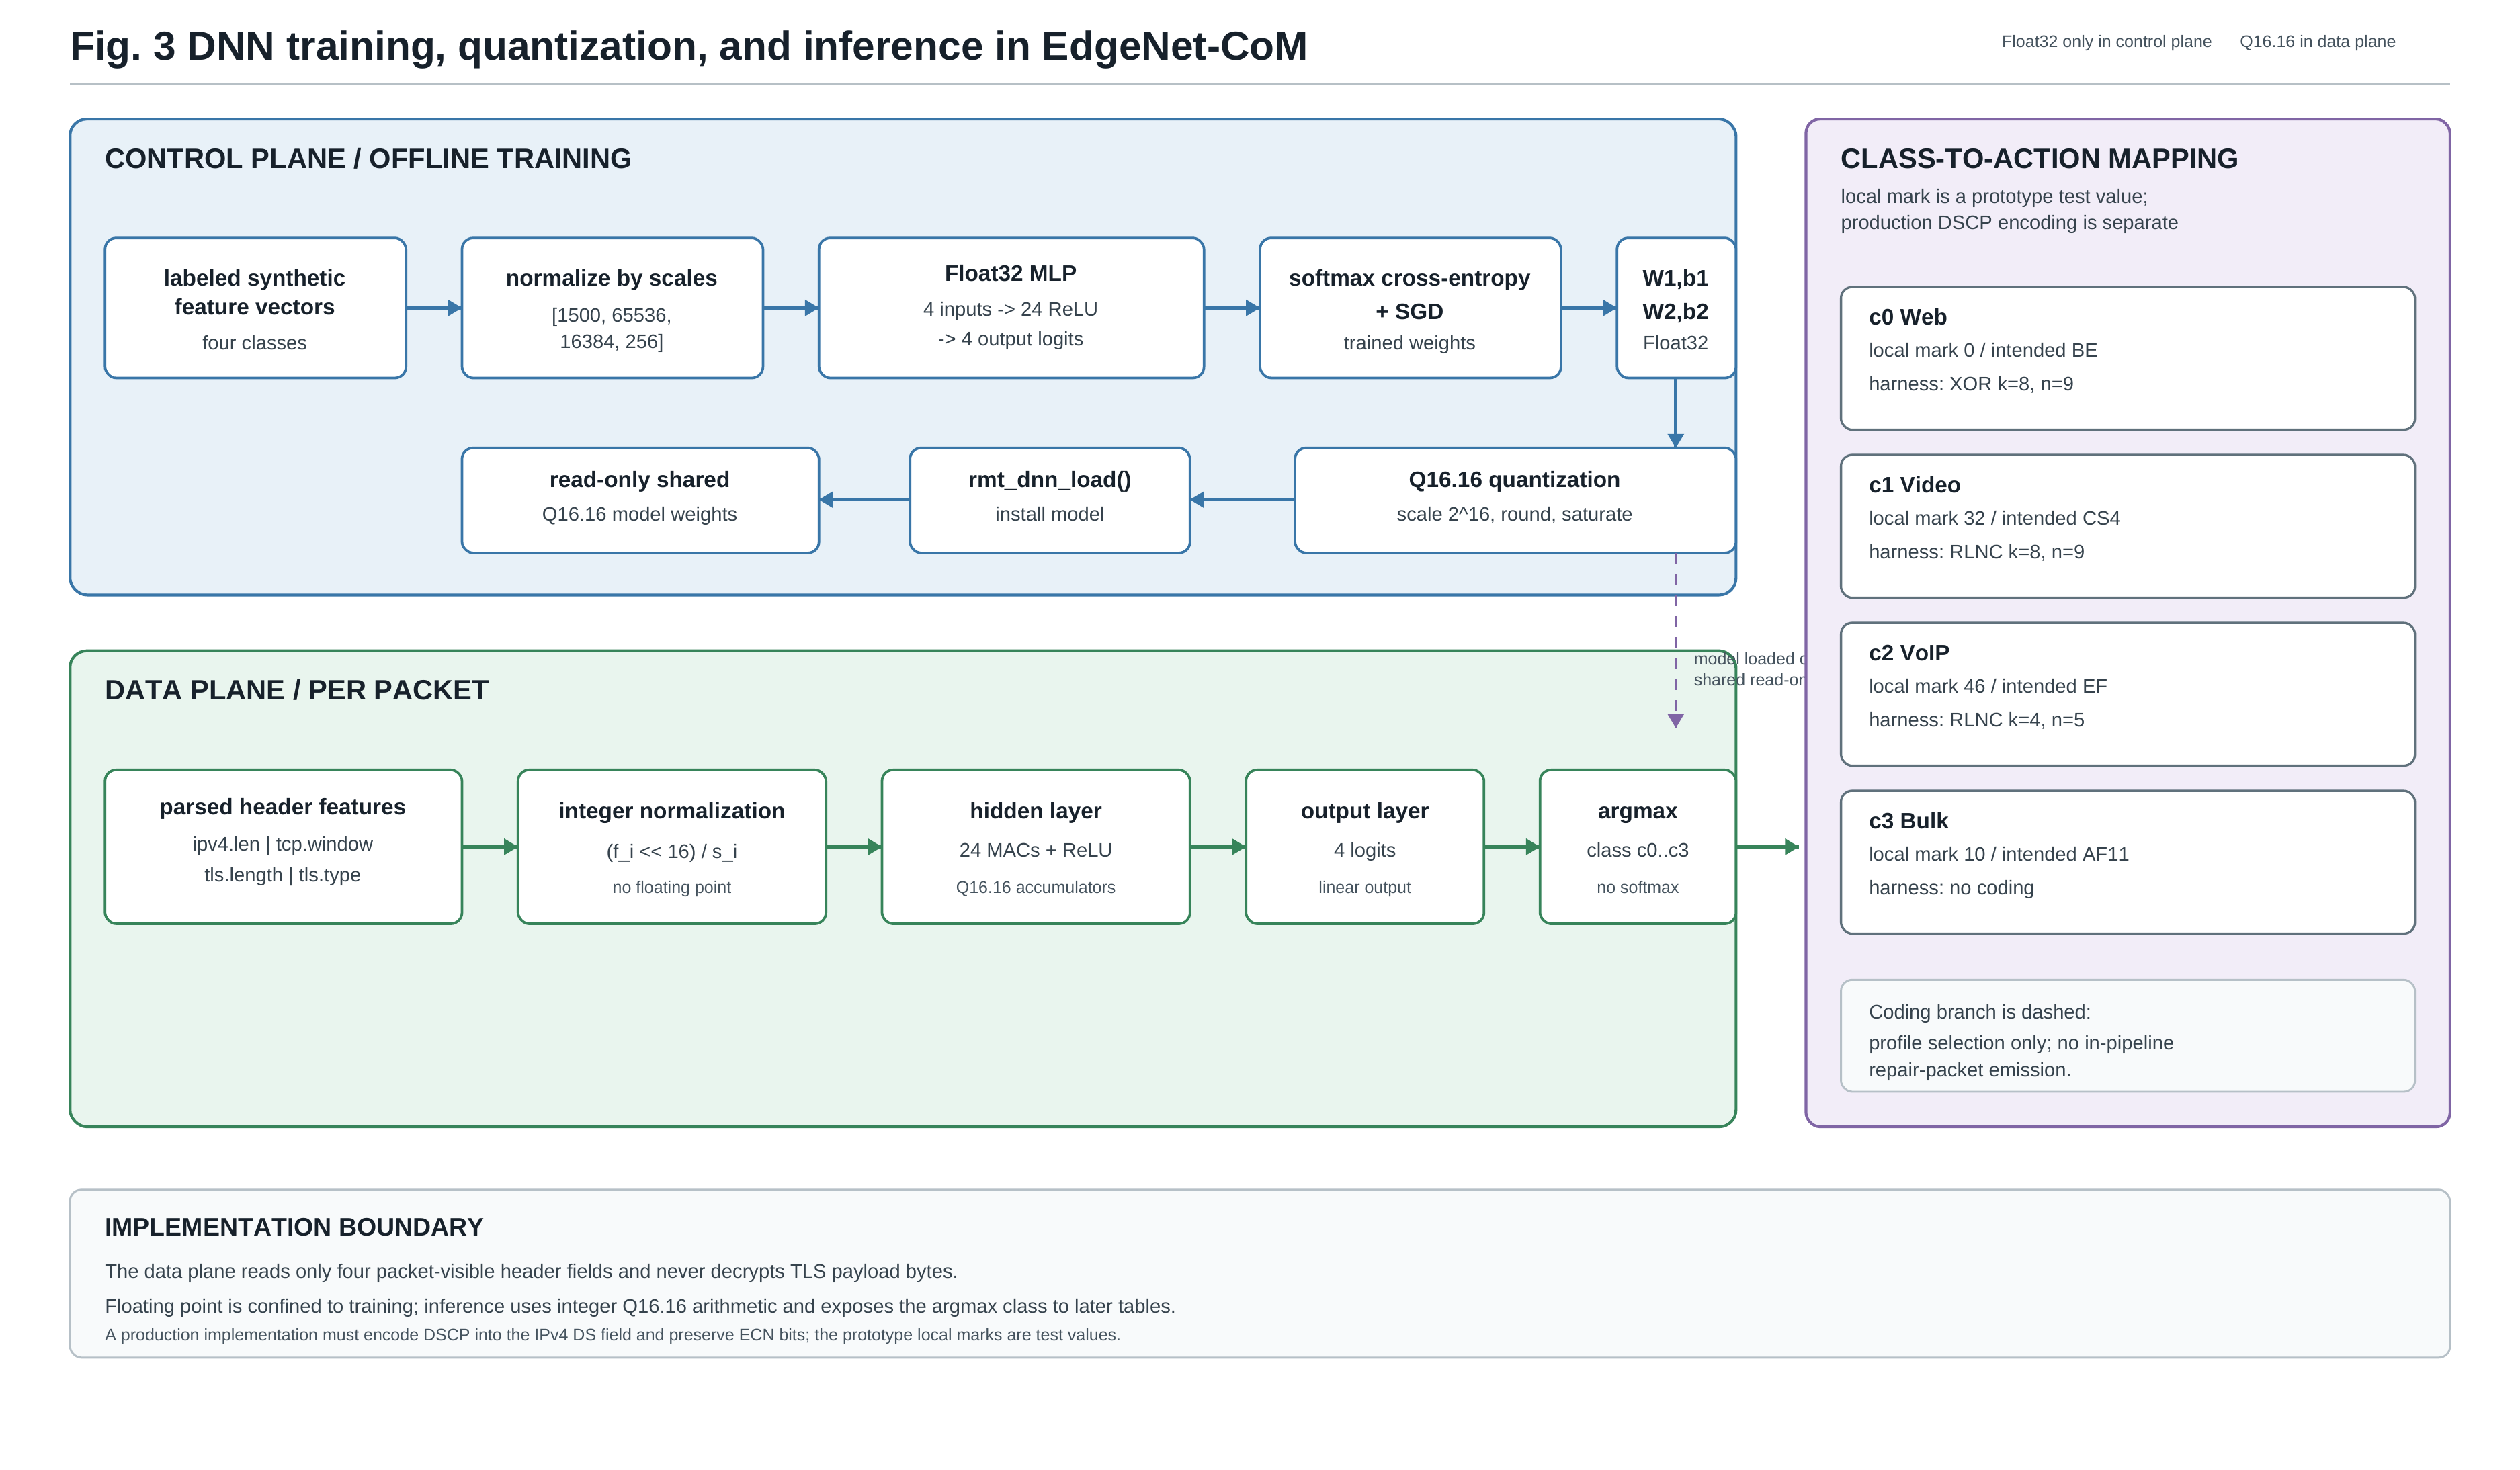 Fig. 3 DNN training, quantization, and inference in EdgeNet-CoM
Float32 only in control plane
Q16.16 in data plane
CONTROL PLANE / OFFLINE TRAINING
labeled synthetic
feature vectors
four classes
normalize by scales
[1500, 65536,
16384, 256]
Float32 MLP
4 inputs -> 24 ReLU
-> 4 output logits
softmax cross-entropy
+ SGD
trained weights
W1,b1
W2,b2
Float32
read-only shared
Q16.16 model weights
rmt_dnn_load()
install model
Q16.16 quantization
scale 2^16, round, saturate
model loaded
shared
DATA PLANE / PER PACKET
parsed header features
ipv4.len | tcp.window
tls.length | tls.type
integer normalization
(f_i << 16) / s_i
no floating point
hidden layer
24 MACs + ReLU
Q16.16 accumulators
output layer
4 logits
linear output
argmax
class c0..c3
no softmax
CLASS-TO-ACTION MAPPING
local mark is a prototype test value;
production DSCP encoding is separate
c0 Web
local mark 0 / intended BE
harness: XOR k=8, n=9
c1 Video
local mark 32 / intended CS4
harness: RLNC k=8, n=9
c2 VoIP
local mark 46 / intended EF
harness: RLNC k=4, n=5
c3 Bulk
local mark 10 / intended AF11
harness: no coding
Coding branch is dashed:
profile selection only; no in-pipeline
repair-packet emission.
IMPLEMENTATION BOUNDARY
The data plane reads only four packet-visible header fields and never decrypts TLS payload bytes.
Floating point is confined to training; inference uses integer Q16.16 arithmetic and exposes the argmax class to later tables.
A production implementation must encode DSCP into the IPv4 DS field and preserve ECN bits; the prototype local marks are test values.